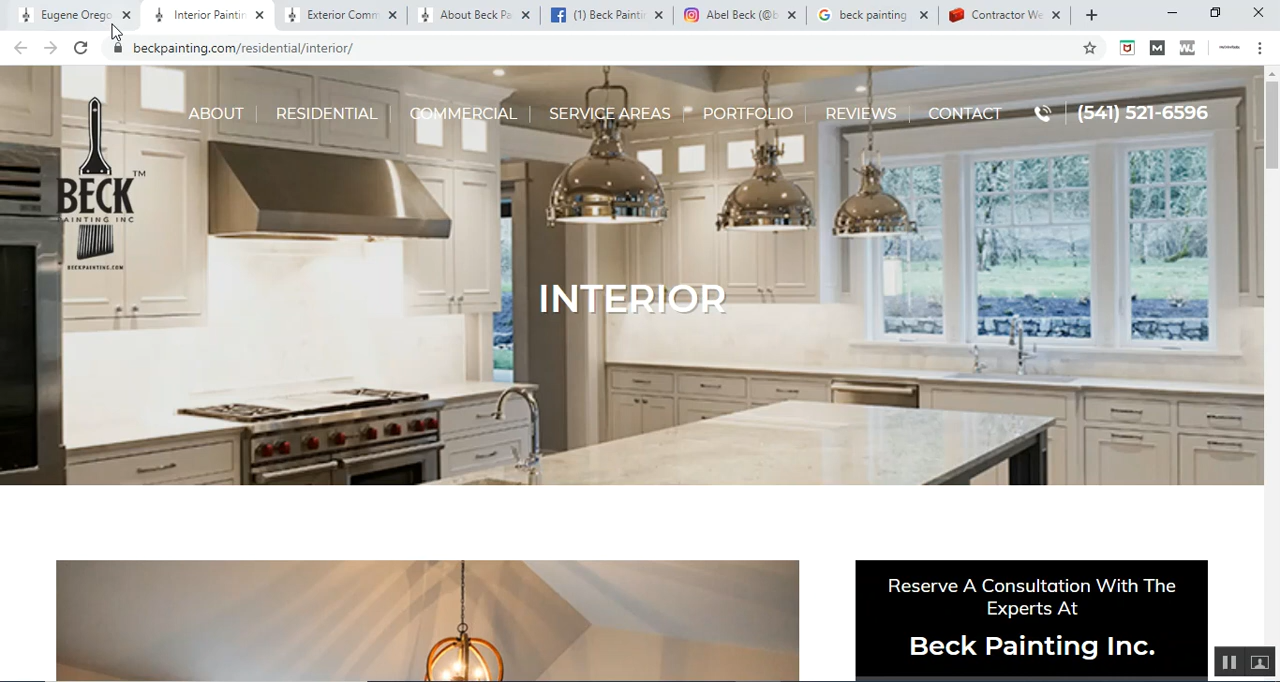 Eugene Orego
Interior Paintin
Exterior Comm
About Beck Pa
(1) Beck Painti
Abel Beck (@b
beck painting
Contractor We
beckpainting.com/residential/interior/
ABOUT
RESIDENTIAL
COMMERCIAL
SERVICE AREAS
PORTFOLIO
REVIEWS
CONTACT
(541) 521-6596
BECK™
PAINTING INC
BECKPAINTING.COM
INTERIOR
Reserve A Consultation With The
Experts At
Beck Painting Inc.